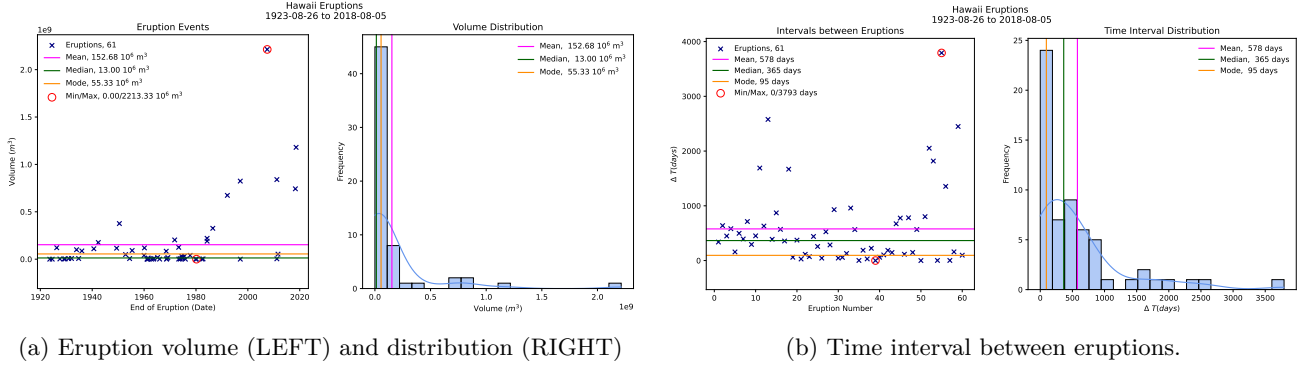 Hawaii Eruptions
1923-08-26 to 2018-08-05
Eruption Events
1e9
Eruptions, 61
Mean, 152.68 10⁶ m³
Median, 13.00 10⁶ m³
Mode, 55.33 10⁶ m³
Min/Max, 0.00/2213.33 10⁶ m³
Volume (m³)
2.0
1.5
1.0
0.5
0.0
1920 1940 1960 1980 2000 2020
End of Eruption (Date)
Volume Distribution
Mean, 152.68 10⁶ m³
Median, 13.00 10⁶ m³
Mode, 55.33 10⁶ m³
Frequency
40
30
20
10
0
0.0 0.5 1.0 1.5 2.0
1e9
Volume (m³)
(a) Eruption volume (LEFT) and distribution (RIGHT)
Hawaii Eruptions
1923-08-26 to 2018-08-05
Intervals between Eruptions
Eruptions, 61
Mean, 578 days
Median, 365 days
Mode, 95 days
Min/Max, 0/3793 days
Δ T(days)
4000
3000
2000
1000
0
0 10 20 30 40 50 60
Eruption Number
Time Interval Distribution
Mean, 578 days
Median, 365 days
Mode, 95 days
Frequency
25
20
15
10
5
0
0 500 1000 1500 2000 2500 3000 3500
Δ T(days)
(b) Time interval between eruptions.